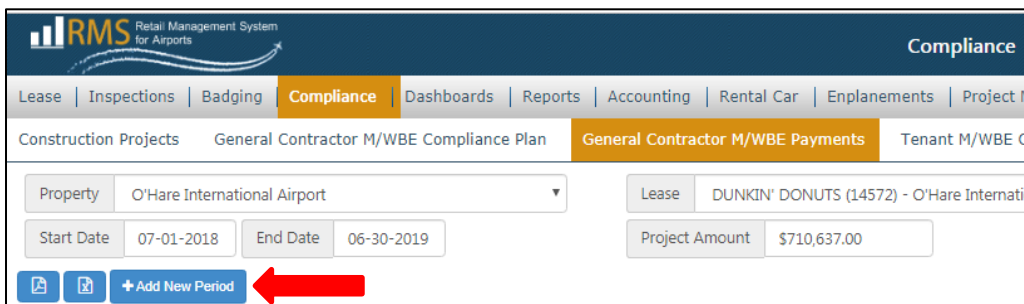 RMS Retail Management System
for Airports
Compliance
Lease | Inspections | Badging | Compliance | Dashboards | Reports | Accounting | Rental Car | Enplanements | Project
Construction Projects General Contractor M/WBE Compliance Plan General Contractor M/WBE Payments Tenant M/WBE
Property O'Hare International Airport Lease DUNKIN' DONUTS (14572) - O'Hare Internati
Start Date 07-01-2018 End Date 06-30-2019 Project Amount $710,637.00
+ Add New Period